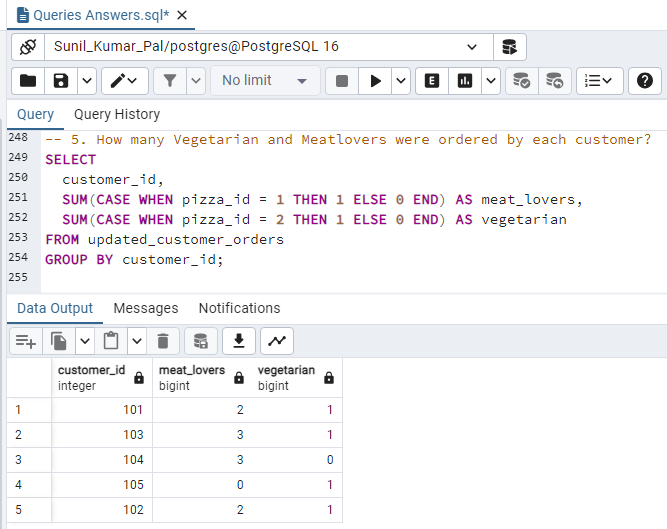 Queries Answers.sql*
Sunil_Kumar_Pal/postgres@PostgreSQL 16
No limit
E
Query Query History
248 -- 5. How many Vegetarian and Meatlovers were ordered by each customer?
249 SELECT
250 customer_id,
251 SUM(CASE WHEN pizza_id = 1 THEN 1 ELSE 0 END) AS meat_lovers,
252 SUM(CASE WHEN pizza_id = 2 THEN 1 ELSE 0 END) AS vegetarian
253 FROM updated_customer_orders
254 GROUP BY customer_id;
255
Data Output Messages Notifications
customer_id meat_lovers vegetarian
integer bigint bigint
1 101 2 1
2 103 3 1
3 104 3 0
4 105 0 1
5 102 2 1